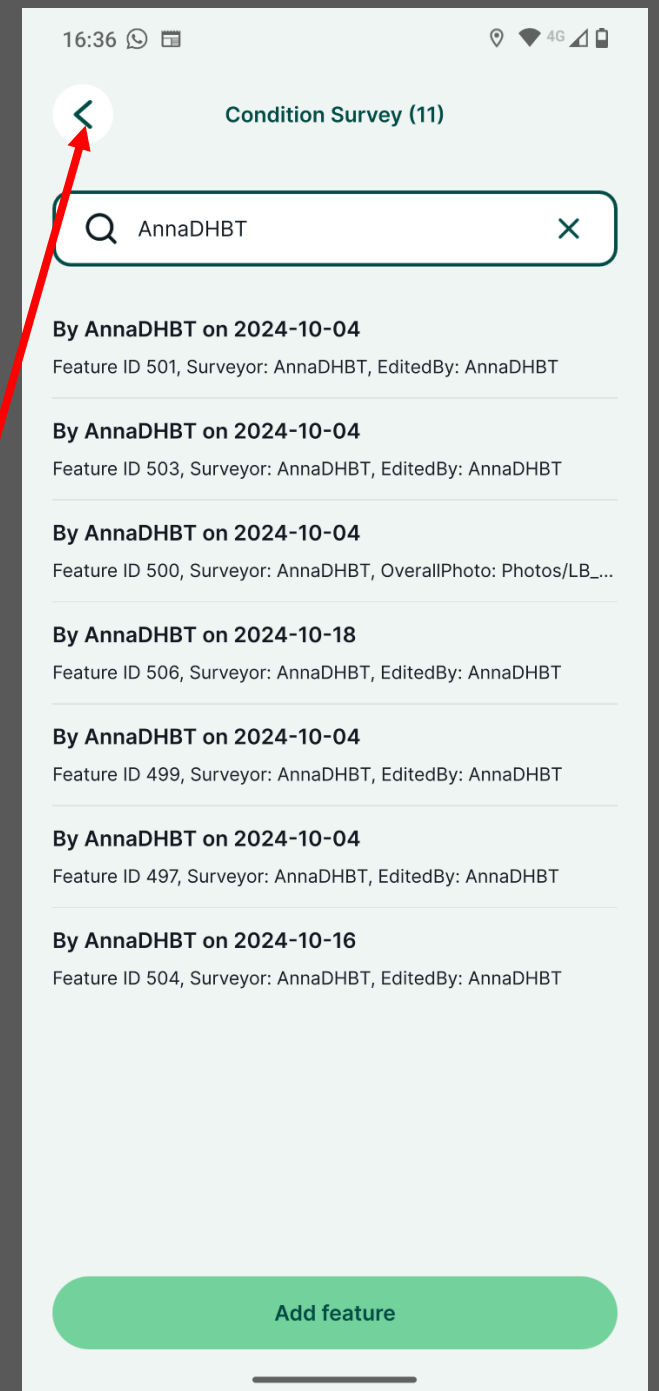 16:36 4G
Condition Survey (11)
AnnaDHBT
By AnnaDHBT on 2024-10-04
Feature ID 501, Surveyor: AnnaDHBT, EditedBy: AnnaDHBT
By AnnaDHBT on 2024-10-04
Feature ID 503, Surveyor: AnnaDHBT, EditedBy: AnnaDHBT
By AnnaDHBT on 2024-10-04
Feature ID 500, Surveyor: AnnaDHBT, OverallPhoto: Photos/LB_...
By AnnaDHBT on 2024-10-18
Feature ID 506, Surveyor: AnnaDHBT, EditedBy: AnnaDHBT
By AnnaDHBT on 2024-10-04
Feature ID 499, Surveyor: AnnaDHBT, EditedBy: AnnaDHBT
By AnnaDHBT on 2024-10-04
Feature ID 497, Surveyor: AnnaDHBT, EditedBy: AnnaDHBT
By AnnaDHBT on 2024-10-16
Feature ID 504, Surveyor: AnnaDHBT, EditedBy: AnnaDHBT
Add feature